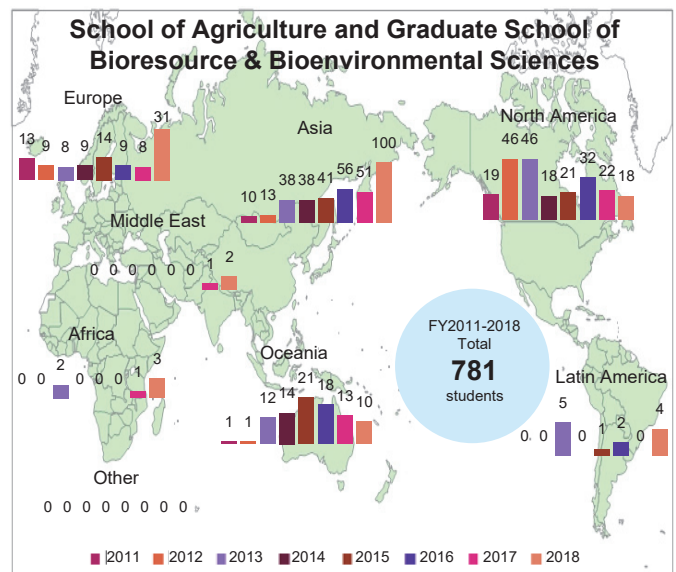 School of Agriculture and Graduate School of
Bioresource & Bioenvironmental Sciences
Europe
13 9 8 9 14 9 8 31
Asia
10 13 38 38 41 56 51 100
North America
19 46 46 18 21 32 22 18
Middle East
0 0 0 0 0 0 1 2
Africa
0 0 2 0 0 0 1 3
Oceania
1 1 12 14 21 18 13 10
FY2011-2018
Total
781
students
Latin America
0 0 5 0 1 2 0 4
Other
0 0 0 0 0 0 0 0
2011 2012 2013 2014 2015 2016 2017 2018